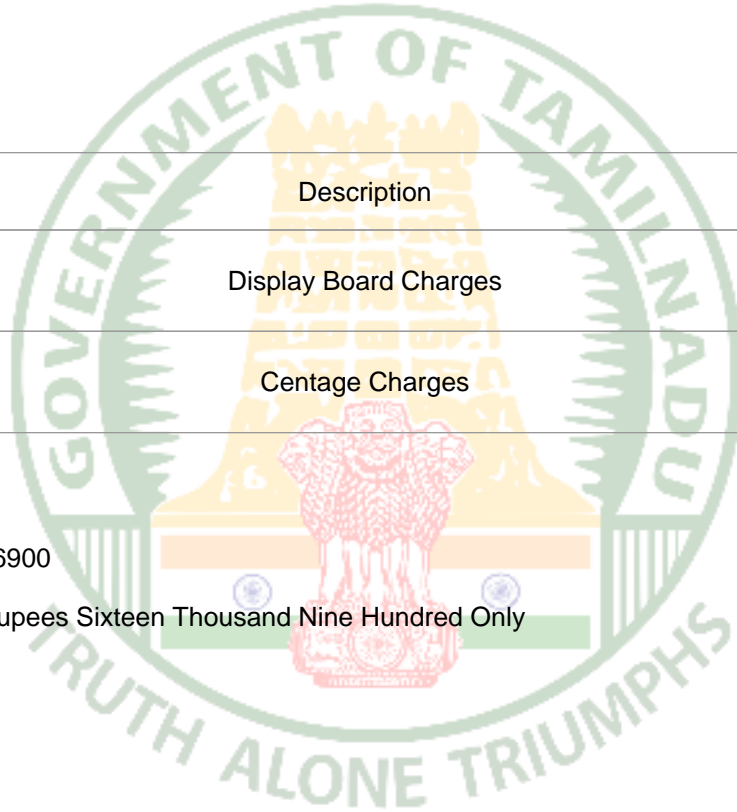 GOVERNMENT OF TAMILNADU
Description
Display Board Charges
Centage Charges
6900
upees Sixteen Thousand Nine Hundred Only
TRUTH ALONE TRIUMPHS